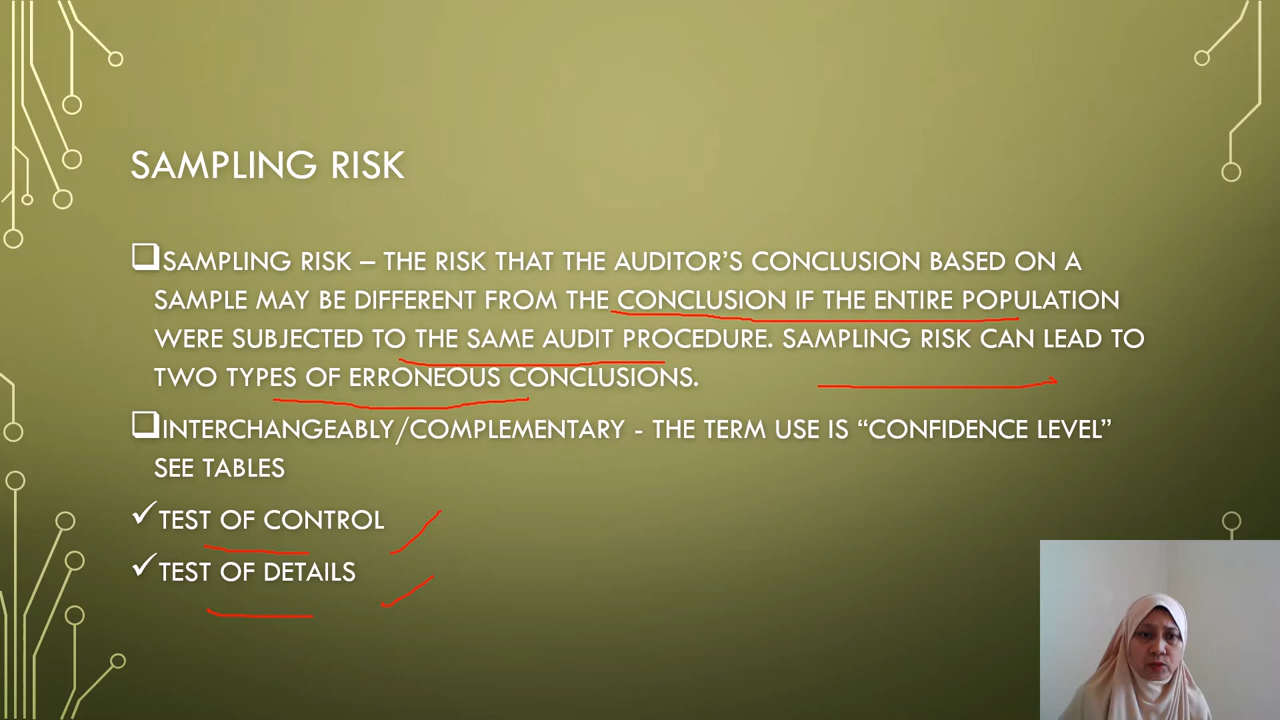 SAMPLING RISK
SAMPLING RISK – THE RISK THAT THE AUDITOR’S CONCLUSION BASED ON A
SAMPLE MAY BE DIFFERENT FROM THE CONCLUSION IF THE ENTIRE POPULATION
WERE SUBJECTED TO THE SAME AUDIT PROCEDURE. SAMPLING RISK CAN LEAD TO
TWO TYPES OF ERRONEOUS CONCLUSIONS.
INTERCHANGEABLY/COMPLEMENTARY - THE TERM USE IS “CONFIDENCE LEVEL”
SEE TABLES
TEST OF CONTROL
TEST OF DETAILS